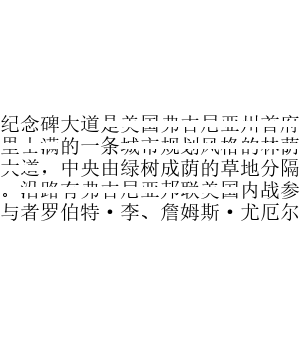 纪念碑大道是美国弗吉尼亚州首府
里士满的一条城市规划风格的林荫
大道，中央由绿树成荫的草地分隔
。沿路有弗吉尼亚邦联美国内战参
与者罗伯特·李、詹姆斯·尤厄尔